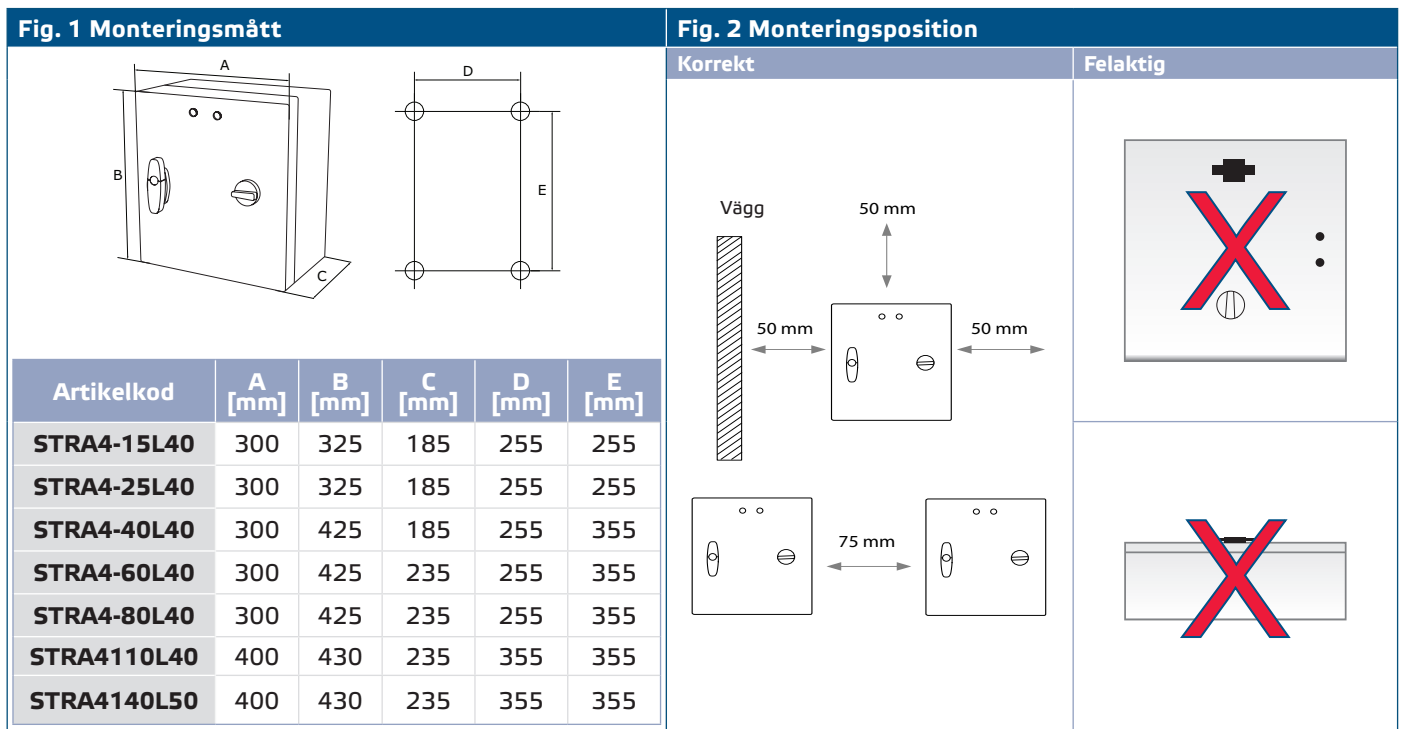 Fig. 1 Monteringsmått
A
B
C
D
E
Artikelkod A [mm] B [mm] C [mm] D [mm] E [mm]
STRA4-15L40 300 325 185 255 255
STRA4-25L40 300 325 185 255 255
STRA4-40L40 300 425 185 255 355
STRA4-60L40 300 425 235 255 355
STRA4-80L40 300 425 235 255 355
STRA4110L40 400 430 235 355 355
STRA4140L50 400 430 235 355 355
Fig. 2 Monteringsposition
Korrekt
Vägg
50 mm
50 mm
50 mm
75 mm
Felaktig